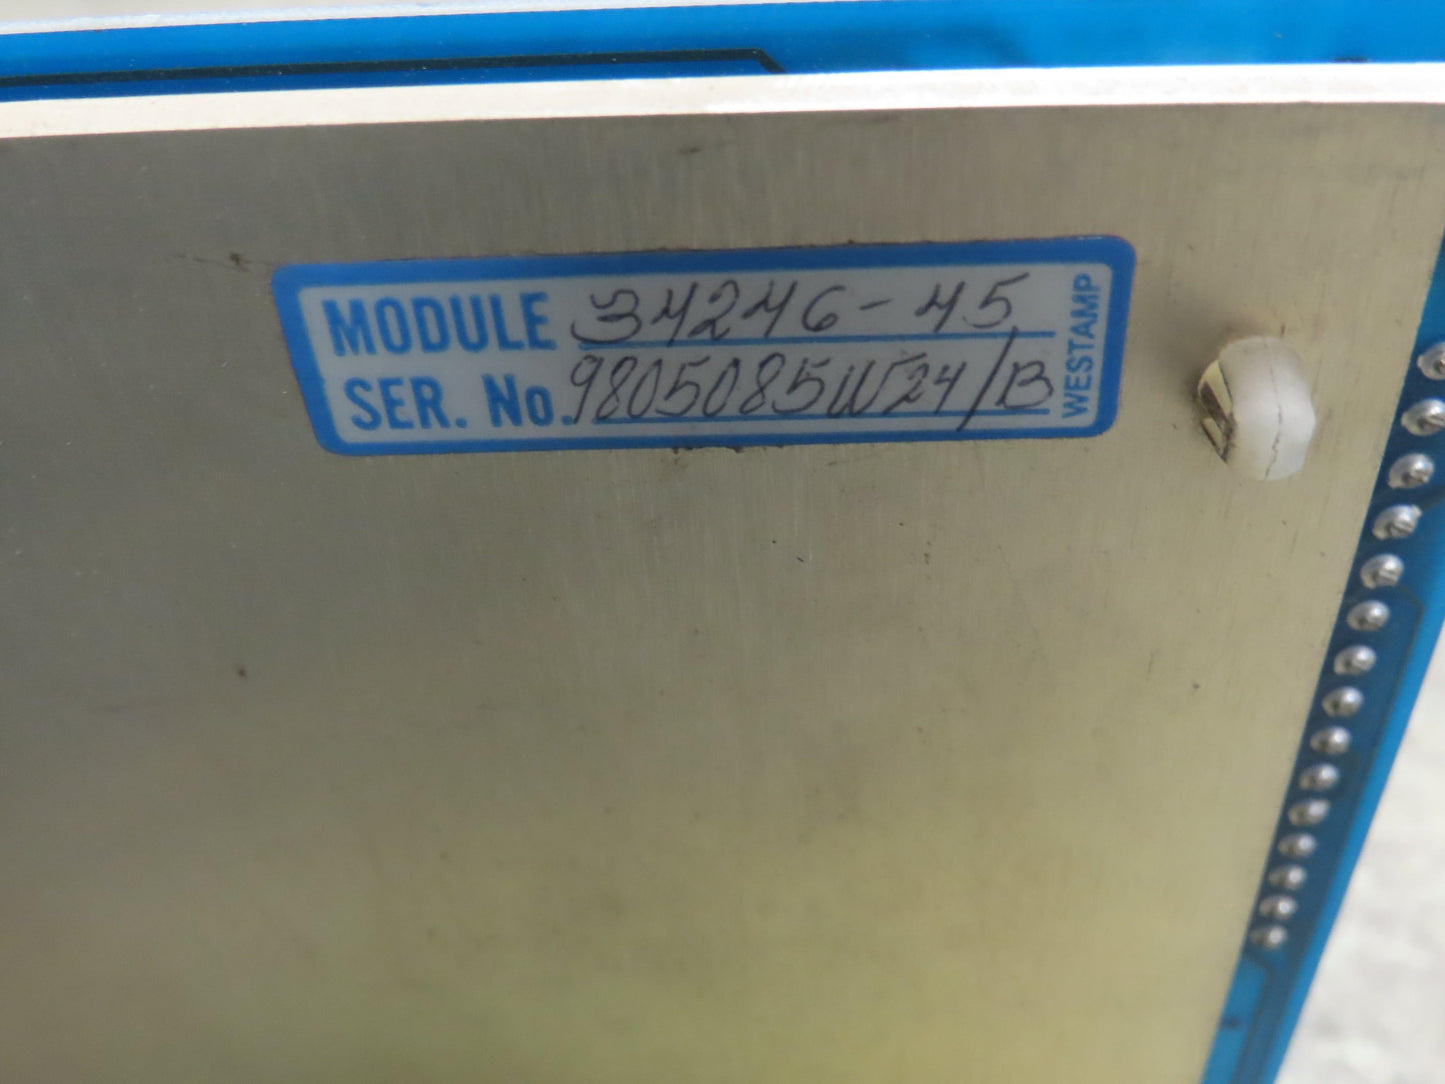 MODULE 34246-45
SER. No. 9805085W24/B
WESTAMP